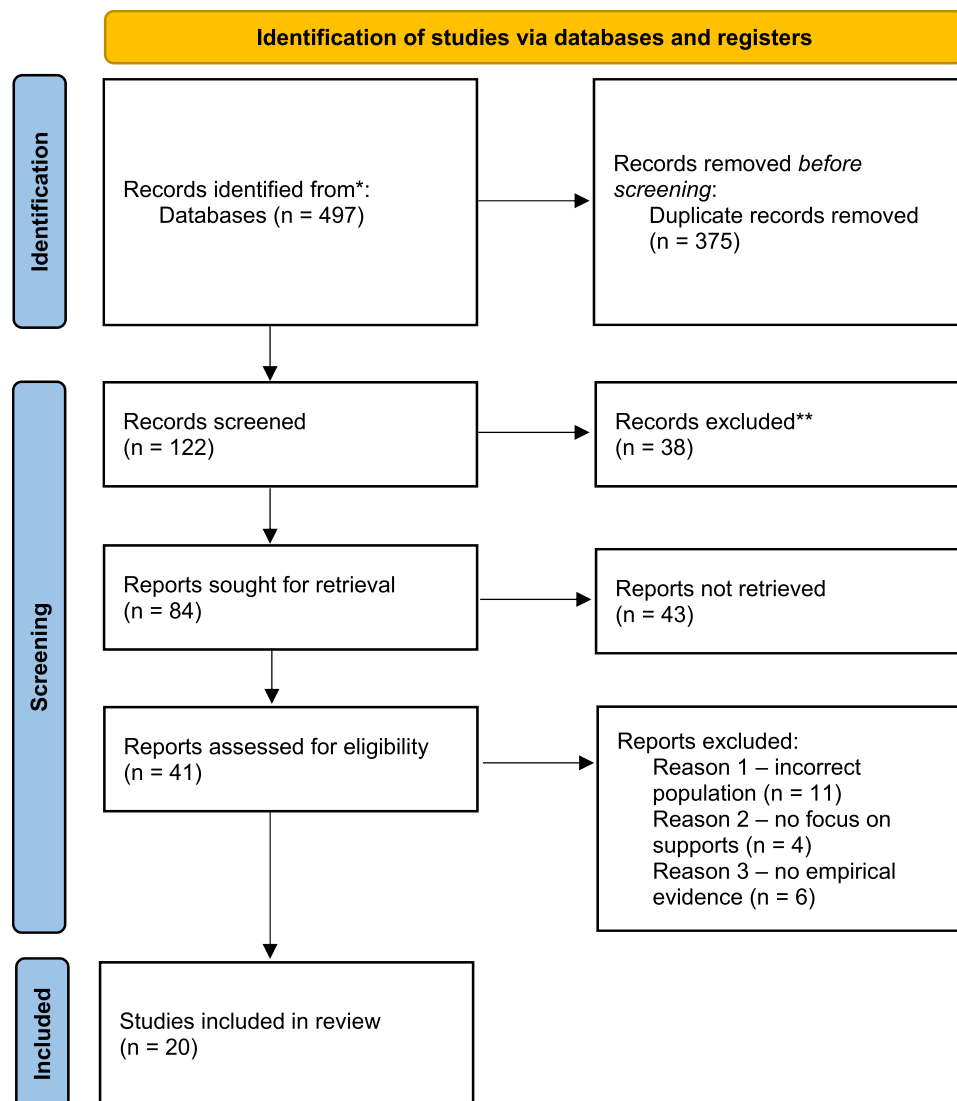 Identification of studies via databases and registers
Identification
Records identified from*:
Databases (n = 497)
Records removed before
screening:
Duplicate records removed
(n = 375)
Screening
Records screened
(n = 122)
Records excluded**
(n = 38)
Reports sought for retrieval
(n = 84)
Reports not retrieved
(n = 43)
Reports assessed for eligibility
(n = 41)
Reports excluded:
Reason 1 – incorrect
population (n = 11)
Reason 2 – no focus on
supports (n = 4)
Reason 3 – no empirical
evidence (n = 6)
Included
Studies included in review
(n = 20)